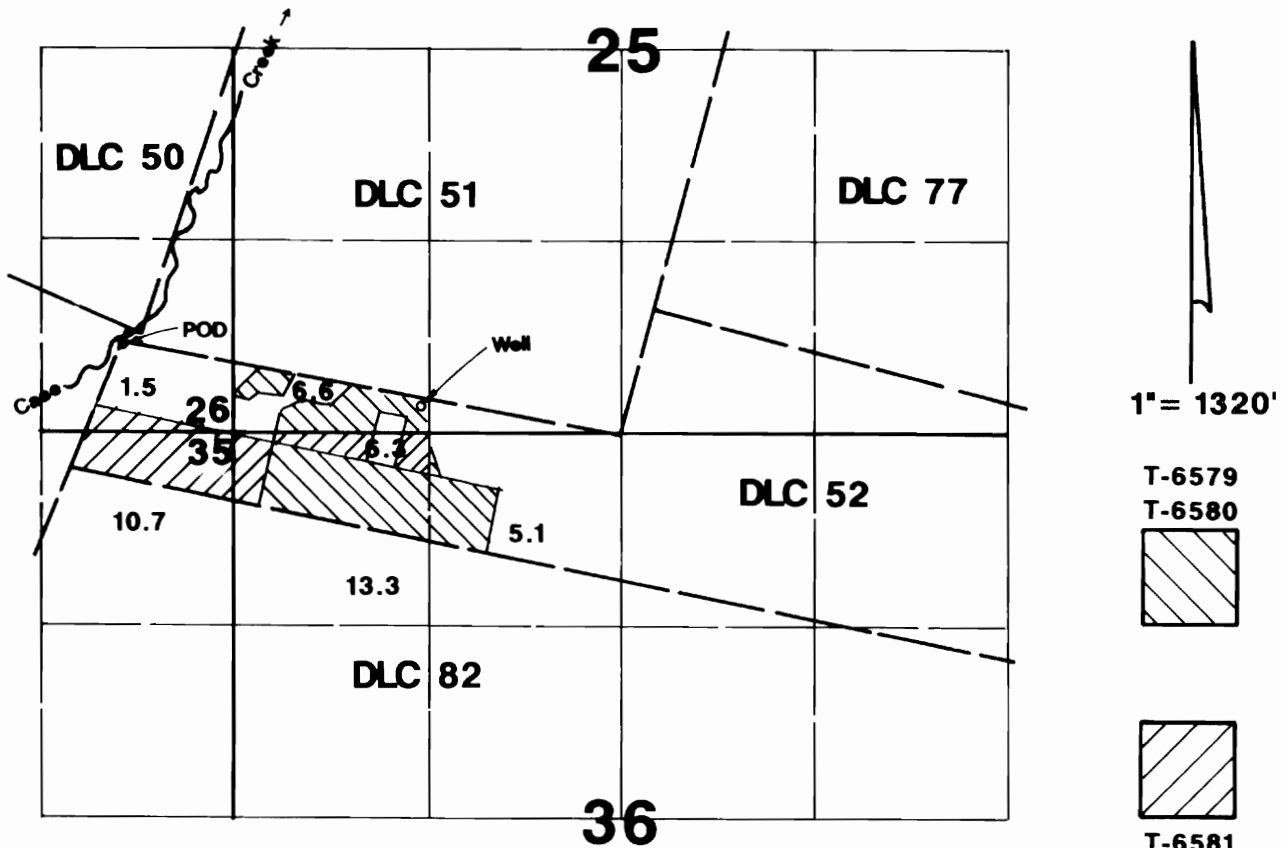 25
Creek
DLC 50
DLC 51
DLC 77
POD
Well
Case
1.5
6.6
26
35
6.3
1" = 1320'
DLC 52
T-6579
T-6580
10.7
5.1
13.3
DLC 82
36
T-6581